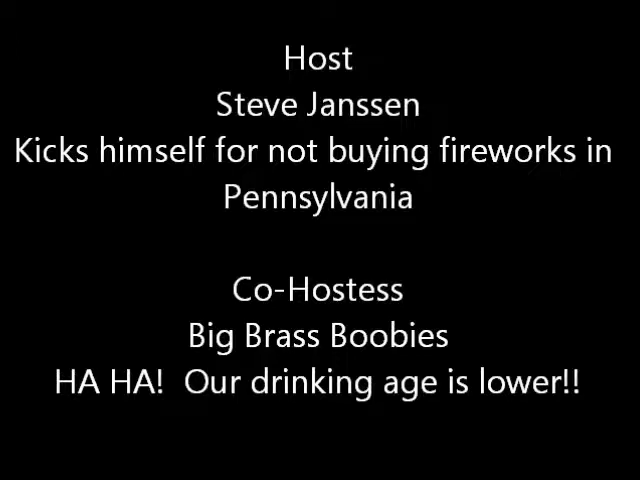 Host
Steve Janssen
Kicks himself for not buying fireworks in
Pennsylvania
Co-Hostess
Big Brass Boobies
HA HA!  Our drinking age is lower!!